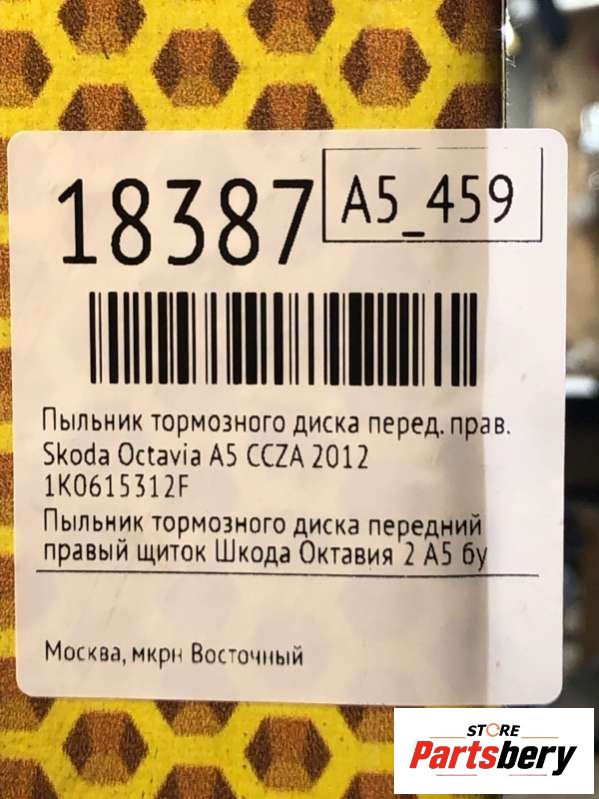 18387
A5_459
Пыльник тормозного диска перед. прав.
Skoda Octavia A5 CCZA 2012
1K0615312F
Пыльник тормозного диска передний
правый щиток Шкода Октавия 2 А5 бу
Москва, мкрн Восточный
STORE
Partsbery